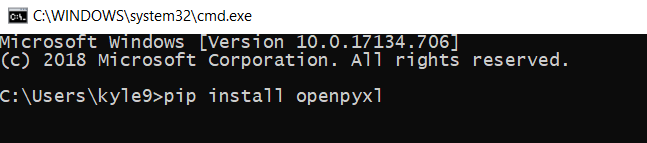 C:\WINDOWS\system32\cmd.exe
Microsoft Windows [Version 10.0.17134.706]
(c) 2018 Microsoft Corporation. All rights reserved.
C:\Users\kyle9>pip install openpyxl